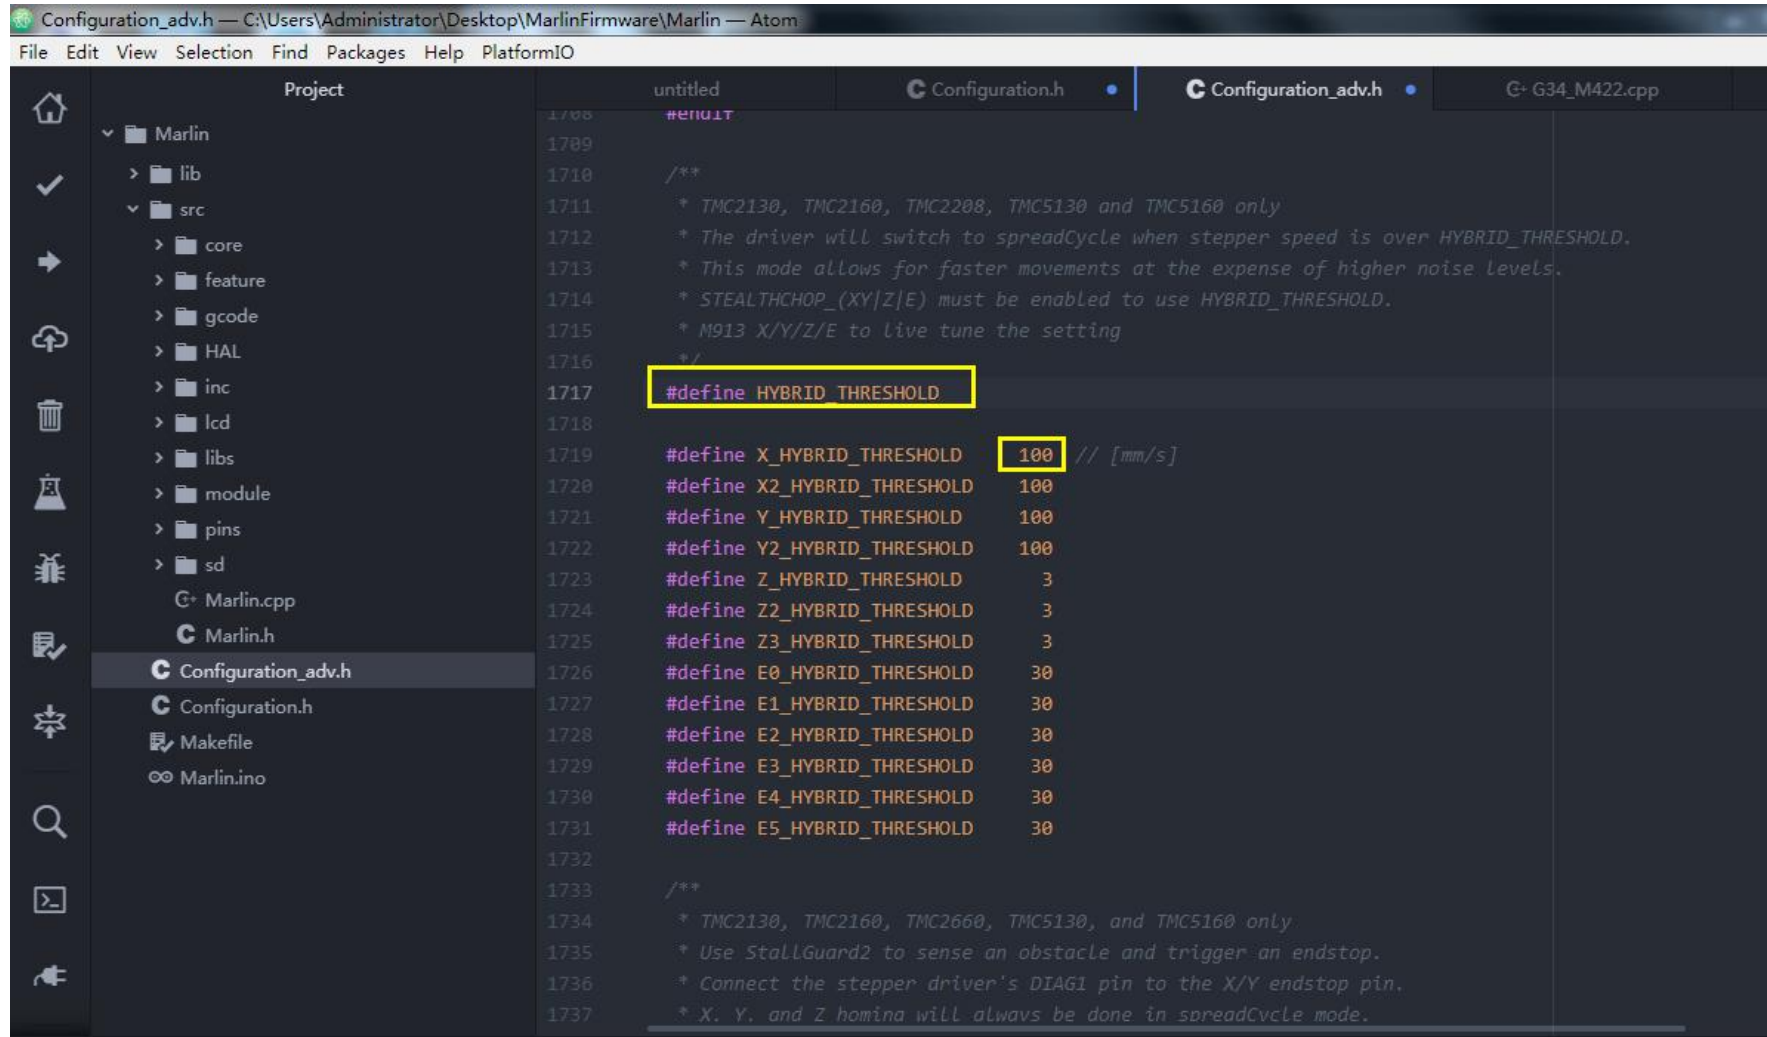 Configuration_adv.h — C:\Users\Administrator\Desktop\MarlinFirmware\Marlin — Atom
File Edit View Selection Find Packages Help PlatformIO
Project
Marlin
lib
src
core
feature
gcode
HAL
inc
lcd
libs
module
pins
sd
Marlin.cpp
Marlin.h
Configuration_adv.h
Configuration.h
Makefile
Marlin.ino
untitled Configuration.h Configuration_adv.h G34_M422.cpp
1708 #endif
1709
1710 /**
1711 * TMC2130, TMC2160, TMC2208, TMC5130 and TMC5160 only
1712 * The driver will switch to spreadCycle when stepper speed is over HYBRID_THRESHOLD.
1713 * This mode allows for faster movements at the expense of higher noise levels.
1714 * STEALTHCHOP_(XY|Z|E) must be enabled to use HYBRID_THRESHOLD.
1715 * M913 X/Y/Z/E to live tune the setting
1716 */
1717 #define HYBRID_THRESHOLD
1718
1719 #define X_HYBRID_THRESHOLD 100 // [mm/s]
1720 #define X2_HYBRID_THRESHOLD 100
1721 #define Y_HYBRID_THRESHOLD 100
1722 #define Y2_HYBRID_THRESHOLD 100
1723 #define Z_HYBRID_THRESHOLD 3
1724 #define Z2_HYBRID_THRESHOLD 3
1725 #define Z3_HYBRID_THRESHOLD 3
1726 #define E0_HYBRID_THRESHOLD 30
1727 #define E1_HYBRID_THRESHOLD 30
1728 #define E2_HYBRID_THRESHOLD 30
1729 #define E3_HYBRID_THRESHOLD 30
1730 #define E4_HYBRID_THRESHOLD 30
1731 #define E5_HYBRID_THRESHOLD 30
1732
1733 /**
1734 * TMC2130, TMC2160, TMC2660, TMC5130, and TMC5160 only
1735 * Use StallGuard2 to sense an obstacle and trigger an endstop.
1736 * Connect the stepper driver's DIAG1 pin to the X/Y endstop pin.
1737 * X, Y, and Z homing will always be done in spreadCycle mode.